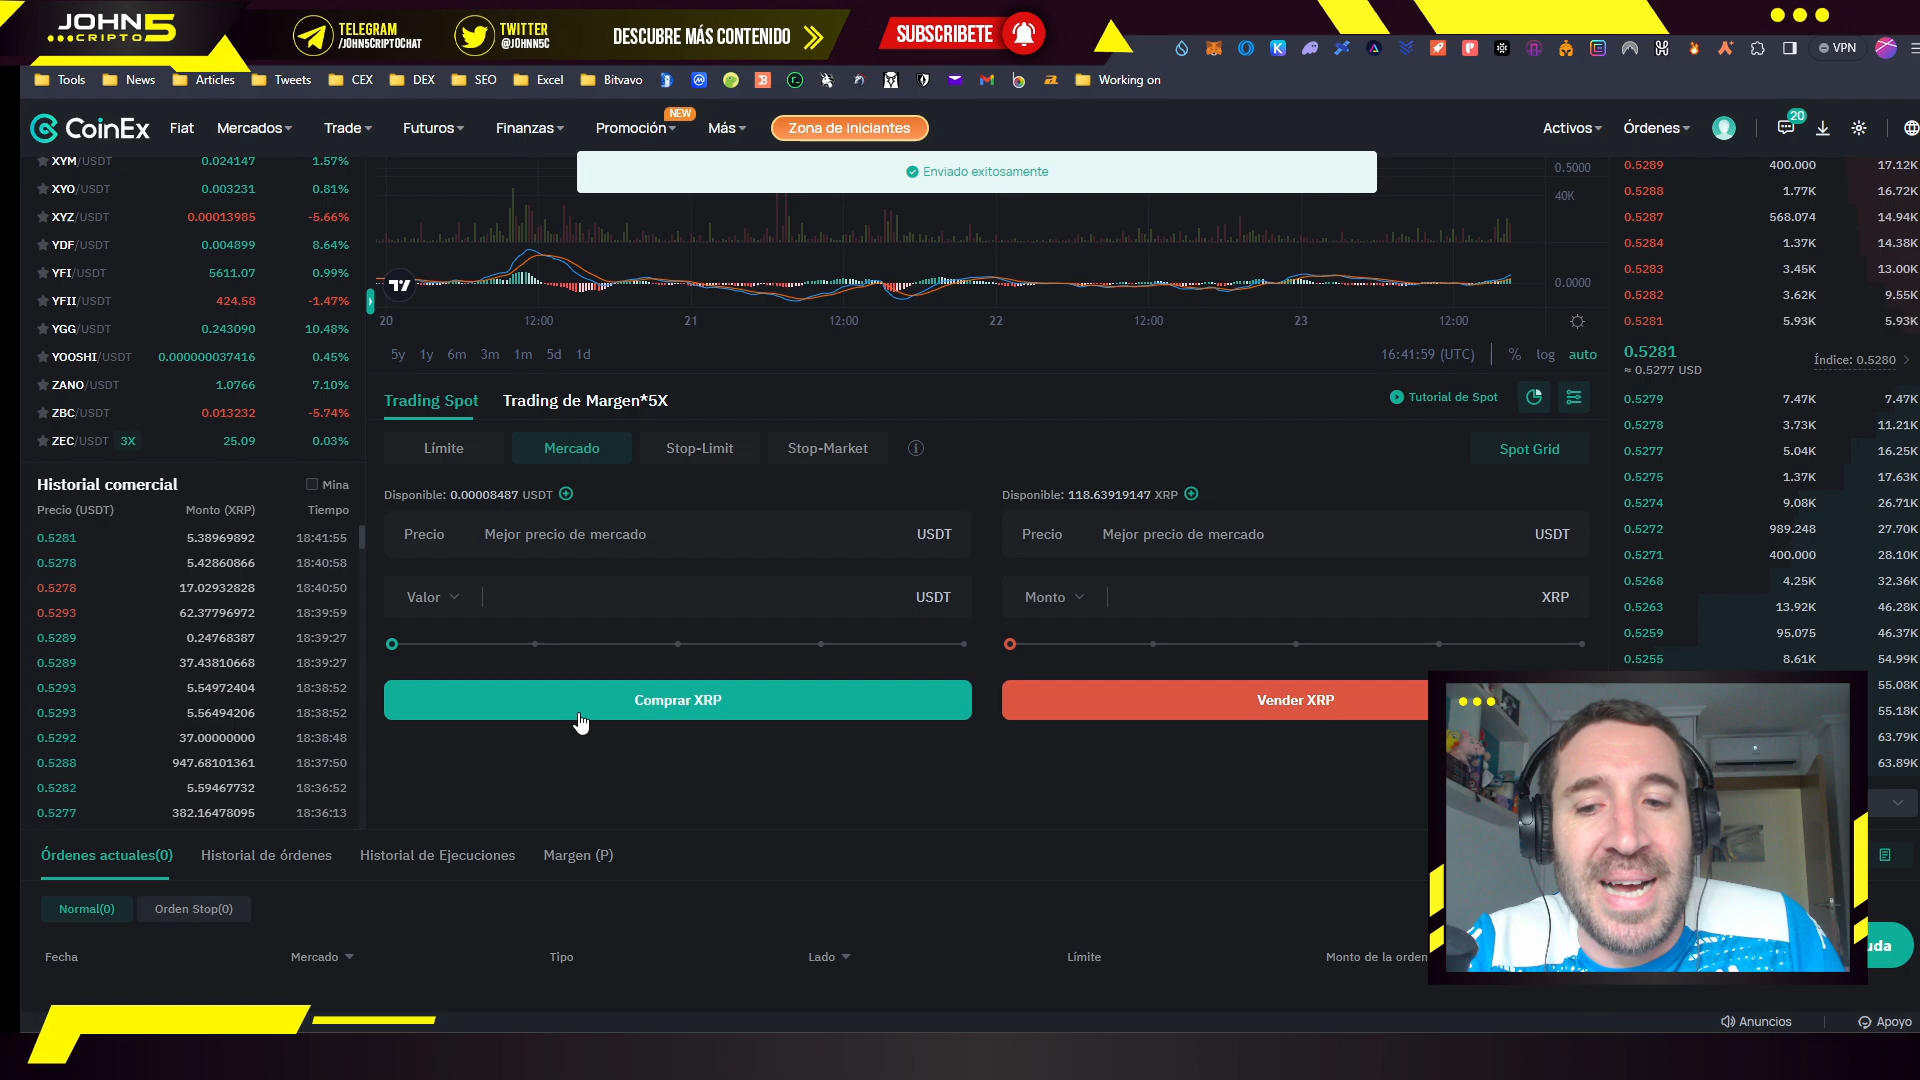 JOHN 5
CRIPTO
TELEGRAM
/JOHN5CRIPTOCHAT
TWITTER
@J0HNN5C
DESCUBRE MÁS CONTENIDO
SUBSCRIBETE
VPN
Tools
News
Articles
Tweets
CEX
DEX
SEO
Excel
Bitvavo
Working on
CoinEx
Fiat
Mercados
Trade
Futuros
Finanzas
Promoción
NEW
Más
Zona de iniciantes
Activos
Órdenes
20
Enviado exitosamente
XYM/USDT 0.024147 1.57%
XYO/USDT 0.003231 0.81%
XYZ/USDT 0.00013985 -5.66%
YDF/USDT 0.004899 8.64%
YFI/USDT 5611.07 0.99%
YFII/USDT 424.58 -1.47%
YGG/USDT 0.243090 10.48%
YOOSHI/USDT 0.000000037416 0.45%
ZANO/USDT 1.0766 7.10%
ZBC/USDT 0.013232 -5.74%
ZEC/USDT 3X 25.09 0.03%
Historial comercial
Mina
Precio (USDT) Monto (XRP) Tiempo
0.5281 5.38969892 18:41:55
0.5278 5.42860866 18:40:58
0.5278 17.02932828 18:40:50
0.5293 62.37796972 18:39:59
0.5289 0.24768387 18:39:27
0.5289 37.43810668 18:39:27
0.5293 5.54972404 18:38:52
0.5293 5.56494206 18:38:52
0.5292 37.00000000 18:38:48
0.5288 947.68101361 18:37:50
0.5282 5.59467732 18:36:52
0.5277 382.16478095 18:36:13
0.5000
40K
0.0000
20 12:00 21 12:00 22 12:00 23 12:00
5y 1y 6m 3m 1m 5d 1d
16:41:59 (UTC)
% log auto
Trading Spot
Trading de Margen*5X
Tutorial de Spot
Límite
Mercado
Stop-Limit
Stop-Market
Spot Grid
Disponible: 0.00008487 USDT
Precio Mejor precio de mercado USDT
Valor USDT
Comprar XRP
Disponible: 118.63919147 XRP
Precio Mejor precio de mercado USDT
Monto XRP
Vender XRP
0.5289 400.000 17.12K
0.5288 1.77K 16.72K
0.5287 568.074 14.94K
0.5284 1.37K 14.38K
0.5283 3.45K 13.00K
0.5282 3.62K 9.55K
0.5281 5.93K 5.93K
0.5281
≈ 0.5277 USD
Índice: 0.5280
0.5279 7.47K 7.47K
0.5278 3.73K 11.21K
0.5277 5.04K 16.25K
0.5275 1.37K 17.63K
0.5274 9.08K 26.71K
0.5272 989.248 27.70K
0.5271 400.000 28.10K
0.5268 4.25K 32.36K
0.5263 13.92K 46.28K
0.5259 95.075 46.37K
0.5255 8.61K 54.99K
55.08K
55.18K
63.79K
63.89K
Órdenes actuales(0)
Historial de órdenes
Historial de Ejecuciones
Margen (P)
Normal(0)
Orden Stop(0)
Fecha
Mercado
Tipo
Lado
Límite
Monto de la orden
uda
Anuncios
Apoyo